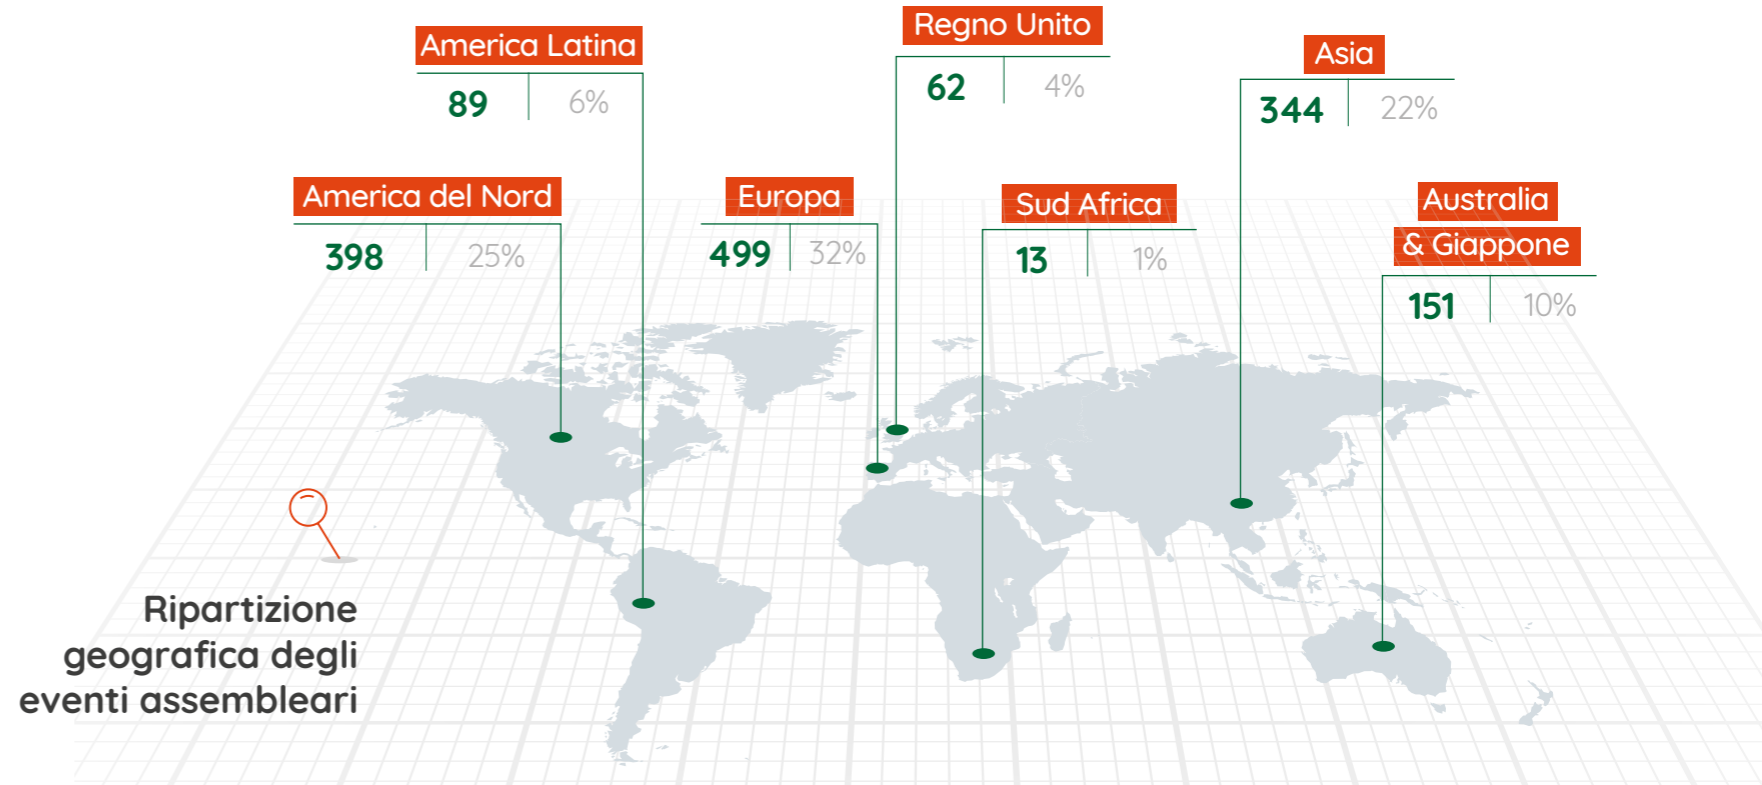 America Latina
89 6%
Regno Unito
62 4%
Asia
344 22%
America del Nord
398 25%
Europa
499 32%
Sud Africa
13 1%
Australia
& Giappone
151 10%
Ripartizione
geografica degli
eventi assembleari